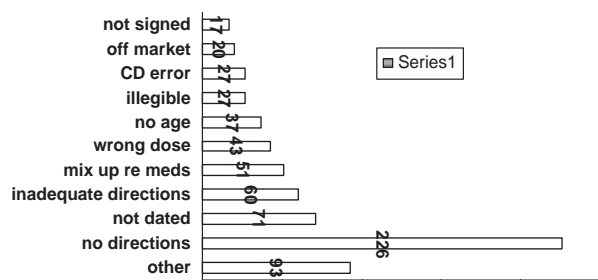 not signed 17
off market 20
CD error 27
illegible 27
no age 37
wrong dose 43
mix up re meds 51
inadequate directions 60
not dated 71
no directions 226
other 93
Series1